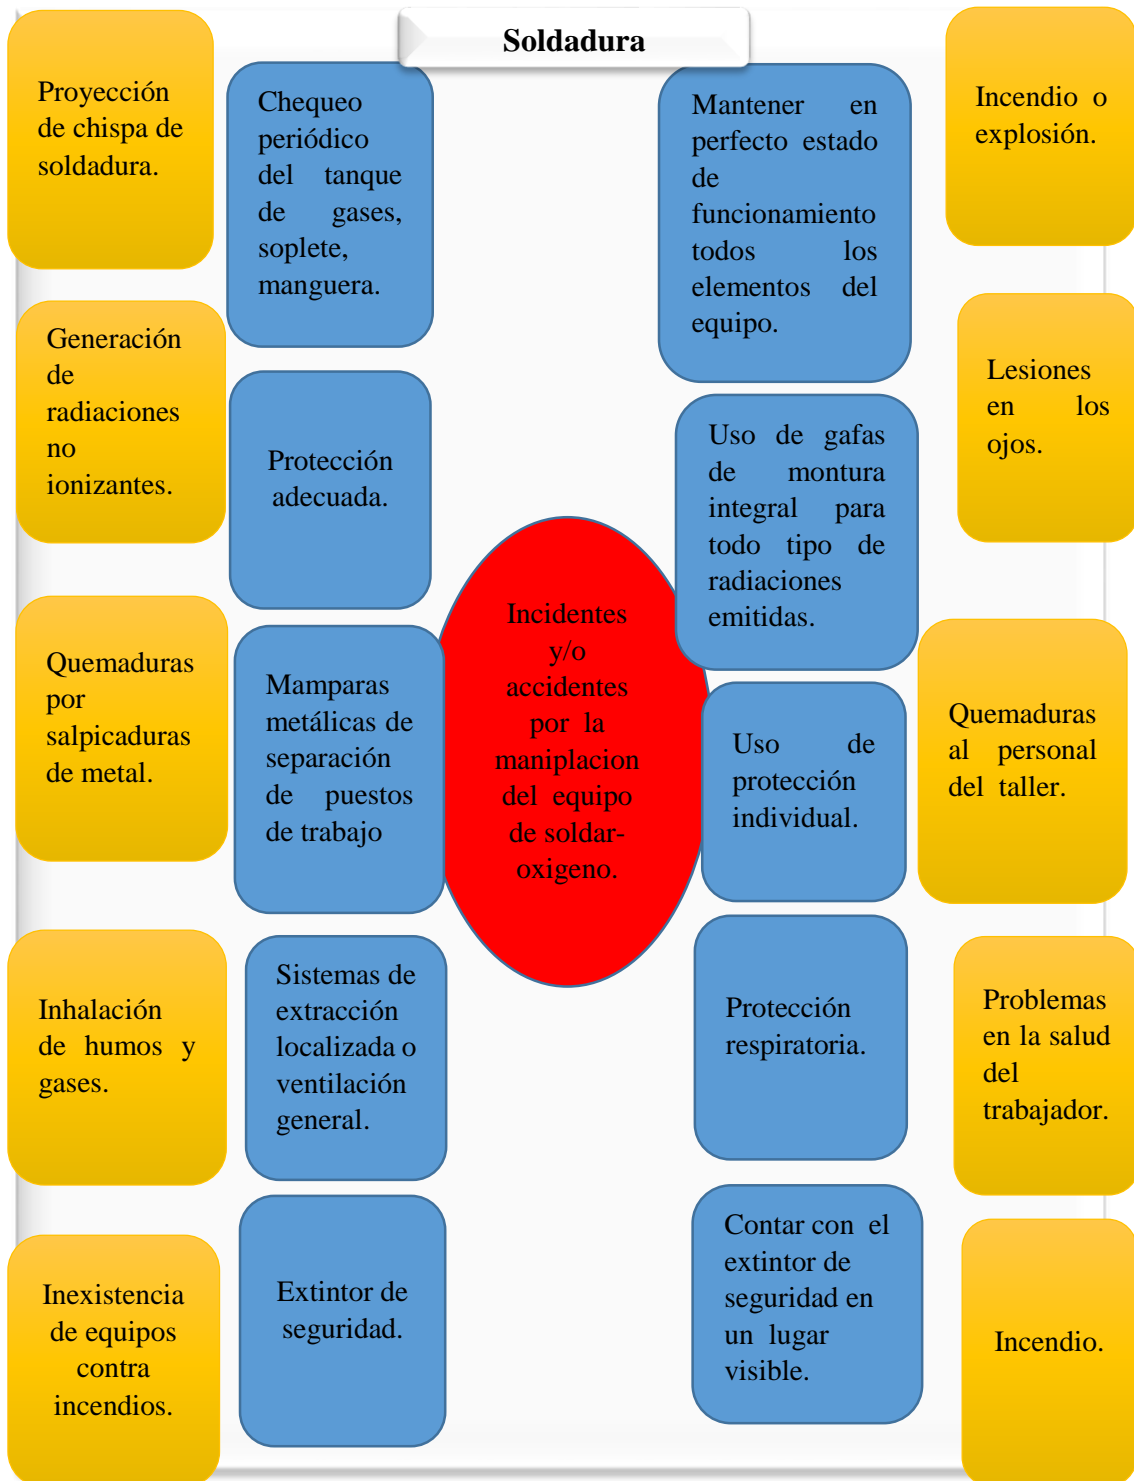 Soldadura
Proyección
de chispa de
soldadura.
Chequeo
periódico
del tanque
de gases,
soplete,
manguera.
Mantener en
perfecto estado
de
funcionamiento
todos los
elementos del
equipo.
Incendio o
explosión.
Generación
de
radiaciones
no
ionizantes.
Protección
adecuada.
Uso de gafas
de montura
integral para
todo tipo de
radiaciones
emitidas.
Lesiones
en los
ojos.
Quemaduras
por
salpicaduras
de metal.
Mamparas
metálicas de
separación
de puestos
de trabajo
Incidentes
y/o
accidentes
por la
maniplacion
del equipo
de soldar-
oxigeno.
Uso de
protección
individual.
Quemaduras
al personal
del taller.
Inhalación
de humos y
gases.
Sistemas de
extracción
localizada o
ventilación
general.
Protección
respiratoria.
Problemas
en la salud
del
trabajador.
Inexistencia
de equipos
contra
incendios.
Extintor de
seguridad.
Contar con el
extintor de
seguridad en
un lugar
visible.
Incendio.